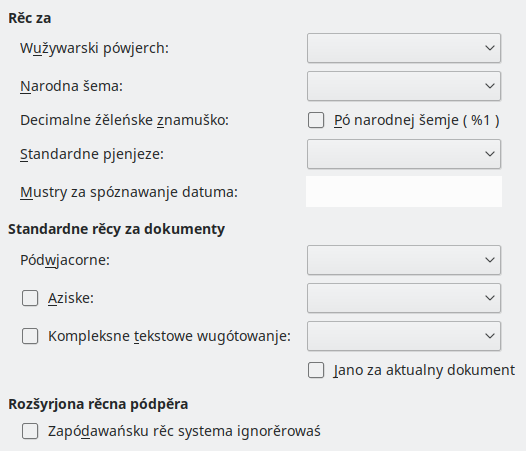 Rěc za
Wužywarski pówjerch:
Narodna šema:
Decimalne źěleńske znamuško:
Pó narodnej šemje ( %1 )
Standardne pjenjeze:
Mustry za spóznawanje datuma:
Standardne rěcy za dokumenty
Pódwjacorne:
Aziske:
Kompleksne tekstowe wugótowanje:
Jano za aktualny dokument
Rozšyrjona rěcna pódpěra
Zapódawańsku rěc systema ignorěrowaś